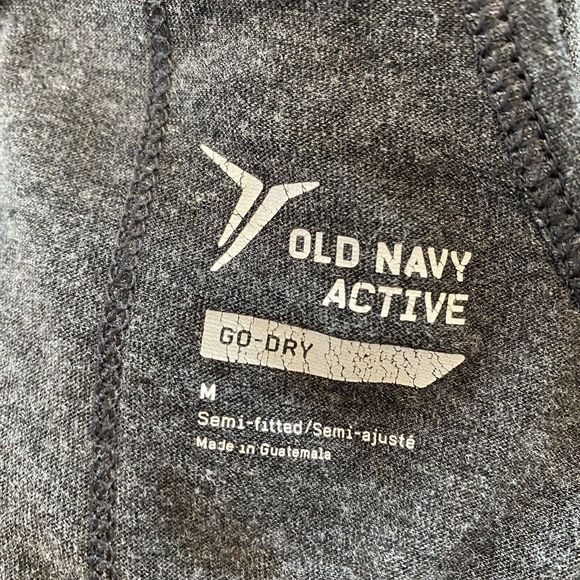 OLD NAVY
ACTIVE
GO-DRY
M
Semi-fitted/Semi-ajusté
Made in Guatemala